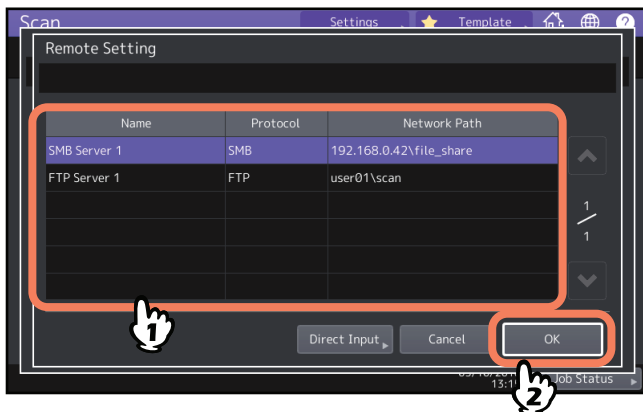 Scan Settings Template ?
Remote Setting
Name Protocol Network Path
SMB Server 1 SMB 192.168.0.42\file_share
FTP Server 1 FTP user01\scan
1
1
1
Direct Input Cancel OK
Job Status
2